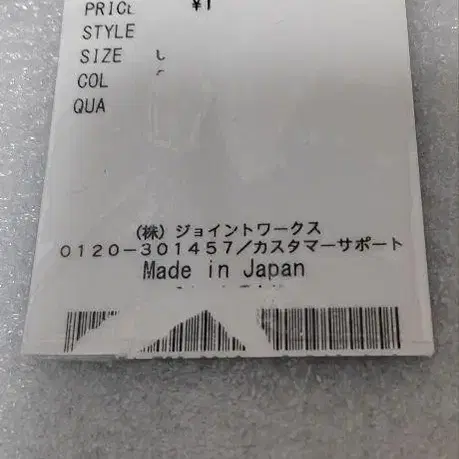 PRICE ¥1
STYLE
SIZE
COL
QUA
(株) ジョイントワークス
0120-301457/カスタマーサポート
Made in Japan